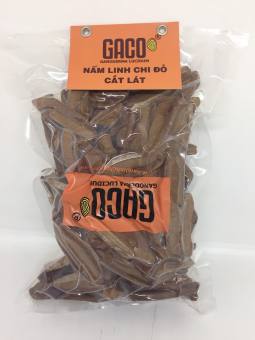 GACO
GANODERMA LUCIDUM
NẤM LINH CHI ĐỎ
CẮT LÁT
GACO
GANODERMA LUCIDUM